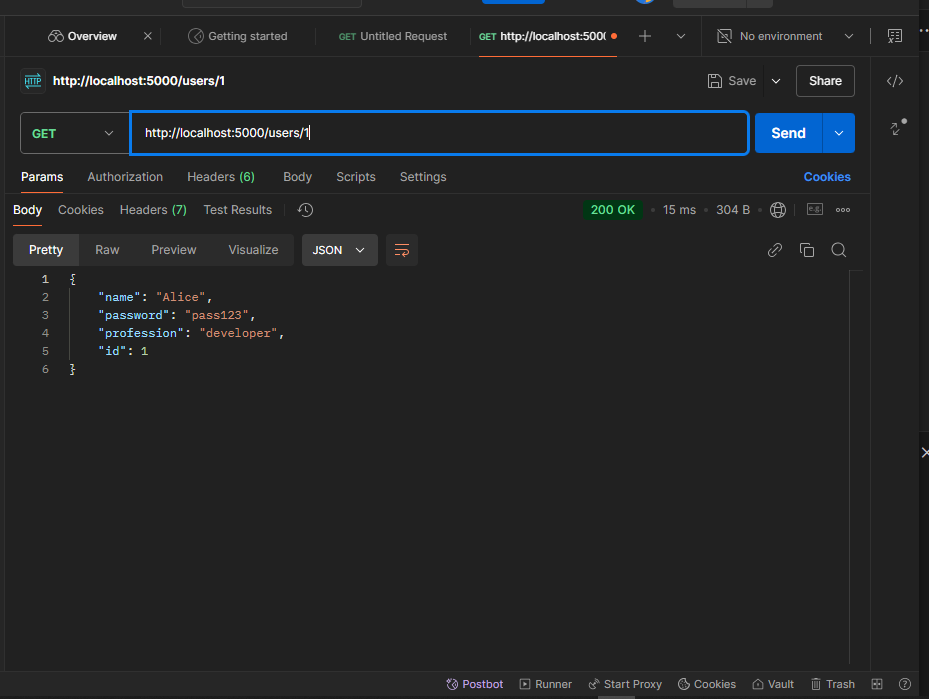 Overview
Getting started
GET Untitled Request
GET http://localhost:5000
No environment
HTTP http://localhost:5000/users/1
Save
Share
GET
http://localhost:5000/users/1
Send
Params Authorization Headers (6) Body Scripts Settings Cookies
Body Cookies Headers (7) Test Results 200 OK 15 ms 304 B e.g.
Pretty Raw Preview Visualize JSON
1 {
2 "name": "Alice",
3 "password": "pass123",
4 "profession": "developer",
5 "id": 1
6 }
Postbot Runner Start Proxy Cookies Vault Trash